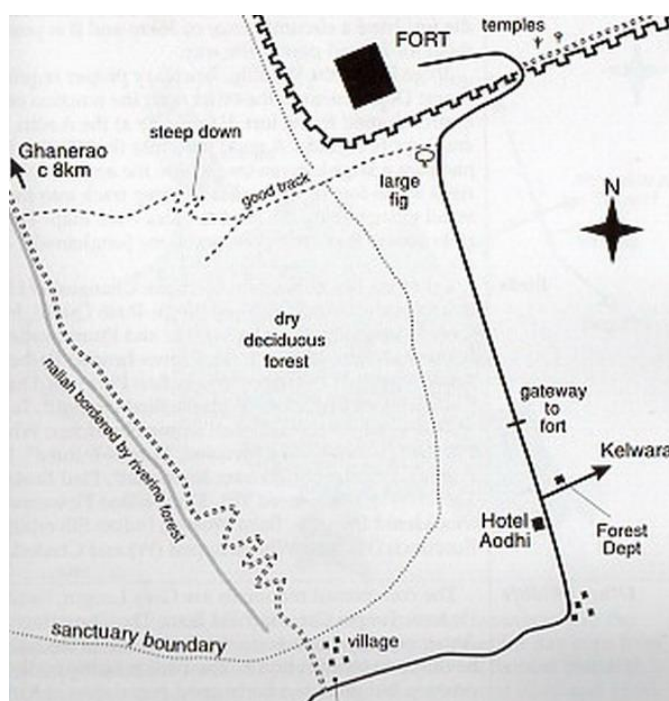 FORT
temples
steep down
Ghanerao
c 8km
good track
large
fig
N
dry
deciduous
forest
nallah bordered by riverine forest
gateway
to
fort
Kelwara
Hotel
Aodhi
Forest
Dept
sanctuary boundary
village